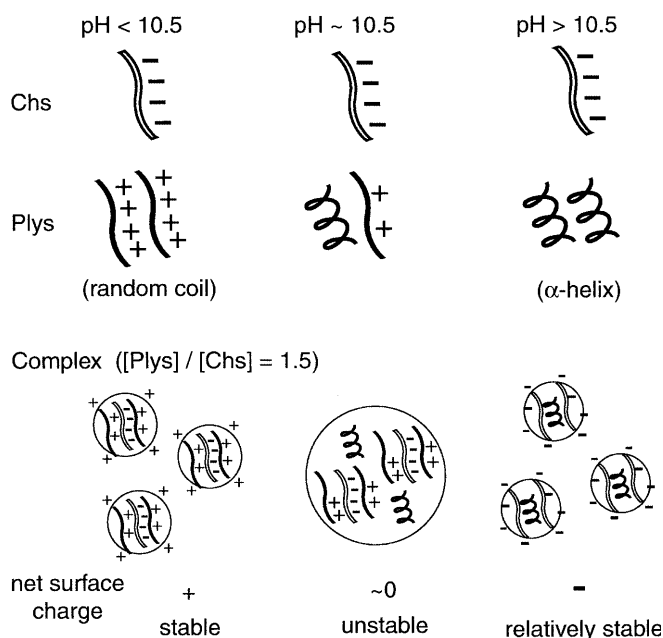 pH < 10.5 pH ~ 10.5 pH > 10.5
Chs
Plys
(random coil) (α-helix)
Complex ([Plys] / [Chs] = 1.5)
net surface charge + ~0 -
stable unstable relatively stable